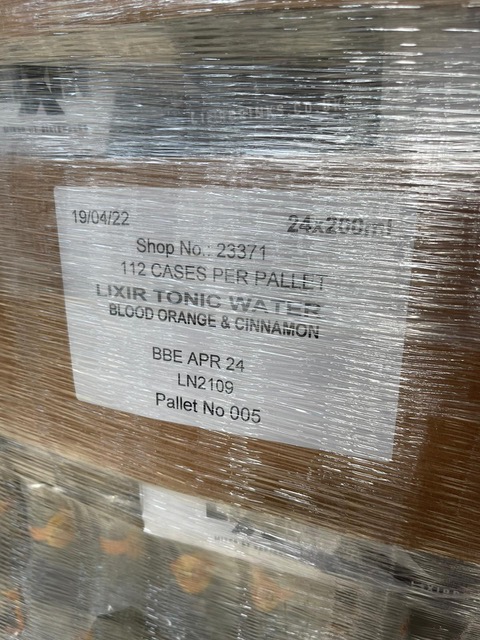 19/04/22
24x200ml
Shop No.: 23371
112 CASES PER PALLET
LIXIR TONIC WATER
BLOOD ORANGE & CINNAMON
BBE APR 24
LN2109
Pallet No 005